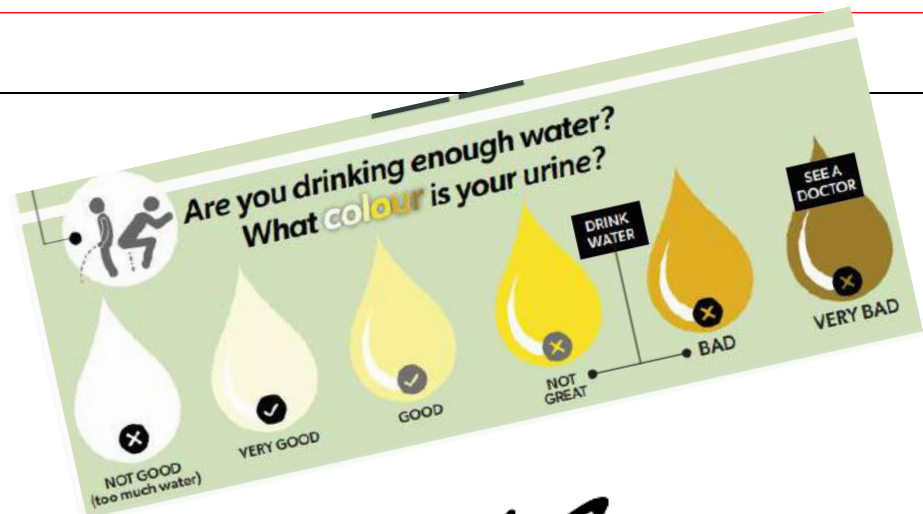 Are you drinking enough water?
What colour is your urine?
NOT GOOD
(too much water)
VERY GOOD
GOOD
NOT
GREAT
DRINK
WATER
BAD
SEE A
DOCTOR
VERY BAD